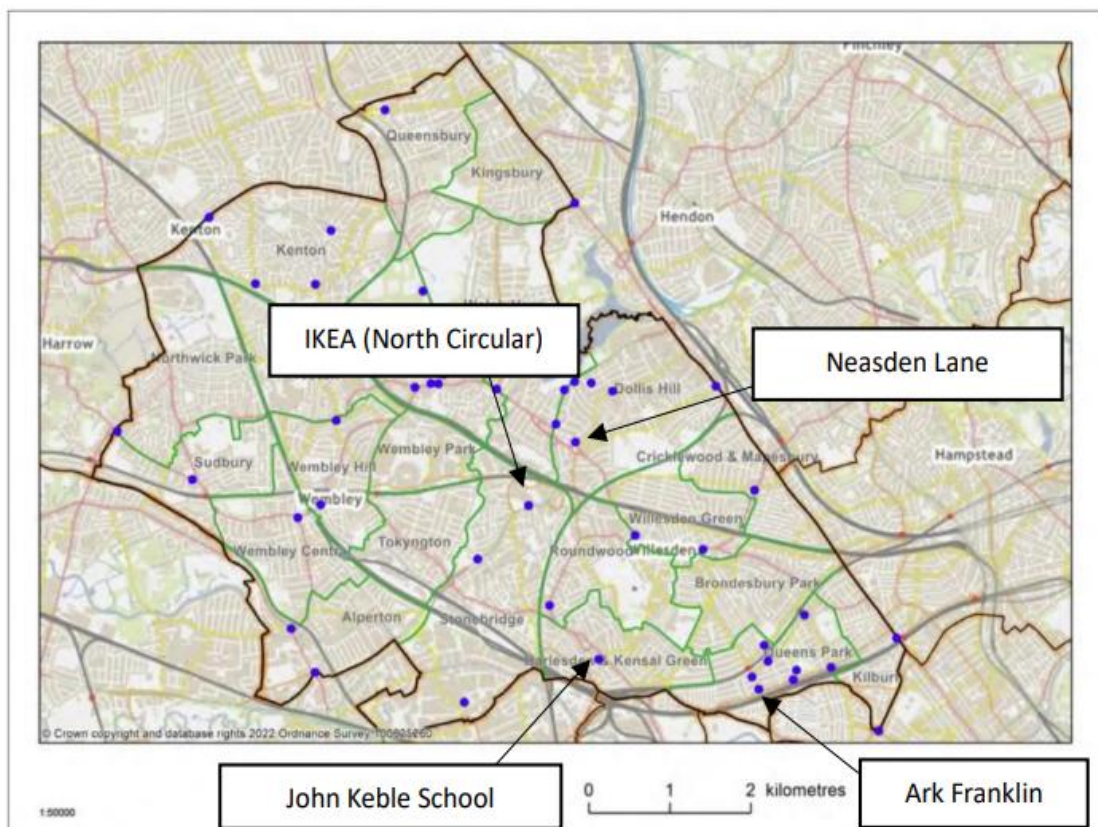 Finchley
Queensbury
Kingsbury
Hendon
Kenton
Kenton
IKEA (North Circular)
Neasden Lane
Harrow
Northwick Park
Dollis Hill
Wembley Park
Cricklewood & Mapesbury
Hampstead
Sudbury
Wembley Hill
Wembley
Willesden Green
Tokyngton
Roundwood
Willesden
Wembley Central
Brondesbury Park
Alperton
Stonebridge
Harlesden & Kensal Green
Queens Park
Kilburn
© Crown copyright and database rights 2022 Ordnance Survey
John Keble School
0 1 2 kilometres
Ark Franklin
1:50000